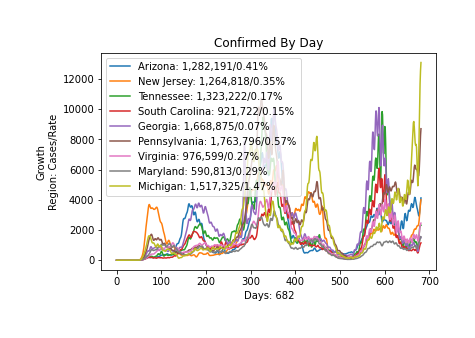 Confirmed By Day
Growth
Region: Cases/Rate
12000
10000
8000
6000
4000
2000
0
Arizona: 1,282,191/0.41%
New Jersey: 1,264,818/0.35%
Tennessee: 1,323,222/0.17%
South Carolina: 921,722/0.15%
Georgia: 1,668,875/0.07%
Pennsylvania: 1,763,796/0.57%
Virginia: 976,599/0.27%
Maryland: 590,813/0.29%
Michigan: 1,517,325/1.47%
0 100 200 300 400 500 600 700
Days: 682